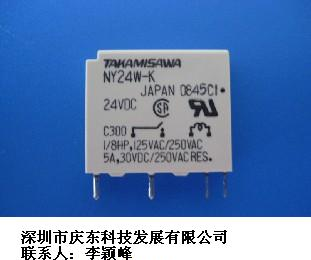 TAKAMISAWA
NY24W-K
JAPAN 0845C1
24VDC
C300
1/8HP,125VAC/250VAC
5A,30VDC/250VAC RES.
深圳市庆东科技发展有限公司
联系人：李颖峰